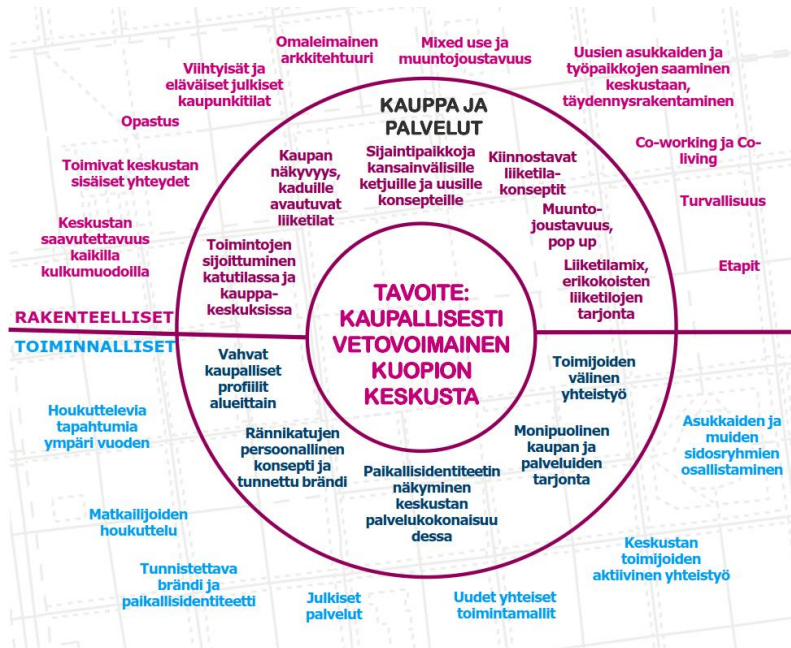 Omaleimainen
arkkitehtuuri
Mixed use ja
muuntojoustavuus
Uusien asukkaiden ja
työpaikkojen saaminen
keskustaan,
täydennysrakentaminen
Viihtyisät ja
eläväiset julkiset
kaupunkitilat
Opastus
Toimivat keskustan
sisäiset yhteydet
Keskustan
saavutettavuus
kaikilla
kulkumuodoilla
Co-working ja Co-
living
Turvallisuus
Etapit
KAUPPA JA
PALVELUT
Kaupan
näkyvyys,
kaduille
avautuvat
liiketilat
Sijaintipaikkoja
kansainvälisille
ketjuille ja uusille
konsepteille
Kiinnostavat
liiketila-
konseptit
Muunto-
joustavuus,
pop up
Toimintojen
sijoittuminen
katutilassa ja
kauppa-
keskuksissa
Liiketilamix,
erikokoisten
liiketilojen
tarjonta
TAVOITE:
KAUPALLISESTI
VETOVOIMAINEN
KUOPION
KESKUSTA
RAKENTEELLISET
TOIMINNALLISET
Vahvat
kaupalliset
profiilit
alueittain
Toimijoiden
välinen
yhteistyö
Rännikatujen
persoonallinen
konsepti ja
tunnettu brändi
Paikallisidentiteetin
näkyminen
keskustan
palvelukokonaisuu
dessa
Monipuolinen
kaupan ja
palveluiden
tarjonta
Houkuttelevia
tapahtumia
ympäri vuoden
Asukkaiden ja
muiden
sidosryhmien
osallistaminen
Matkailijoiden
houkuttelu
Tunnistettava
brändi ja
paikallisidentiteetti
Julkiset
palvelut
Uudet yhteiset
toimintamallit
Keskustan
toimijoiden
aktiivinen yhteistyö